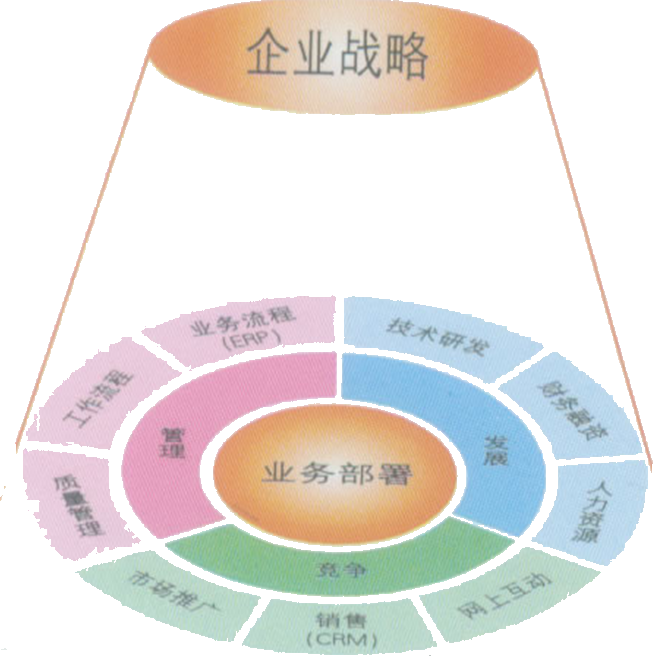 企业战略
业务流程
(ERP)
技术研发
工作流程
财务融资
管理
发展
业务部署
质量管理
人力资源
竞争
市场推广
销售
(CRM)
网上互动